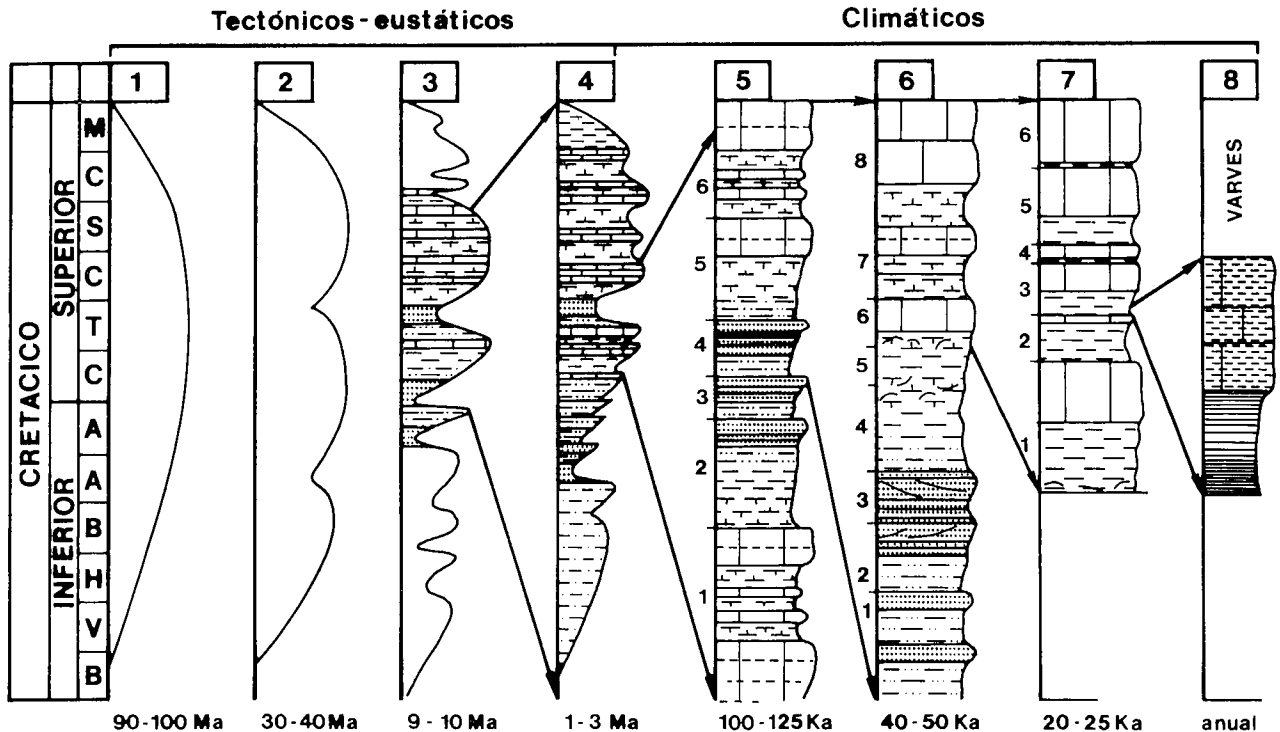 Tectónicos-eustáticos
Climáticos
1
2
3
4
5
6
7
8
CRETACICO
SUPERIOR
INFERIOR
M
C
S
C
T
C
A
A
B
H
V
B
6
5
4
3
2
1
8
7
6
5
4
3
2
1
6
5
4
3
2
1
VARVES
90-100 Ma
30-40 Ma
9-10 Ma
1-3 Ma
100-125 Ka
40-50 Ka
20-25 Ka
anual